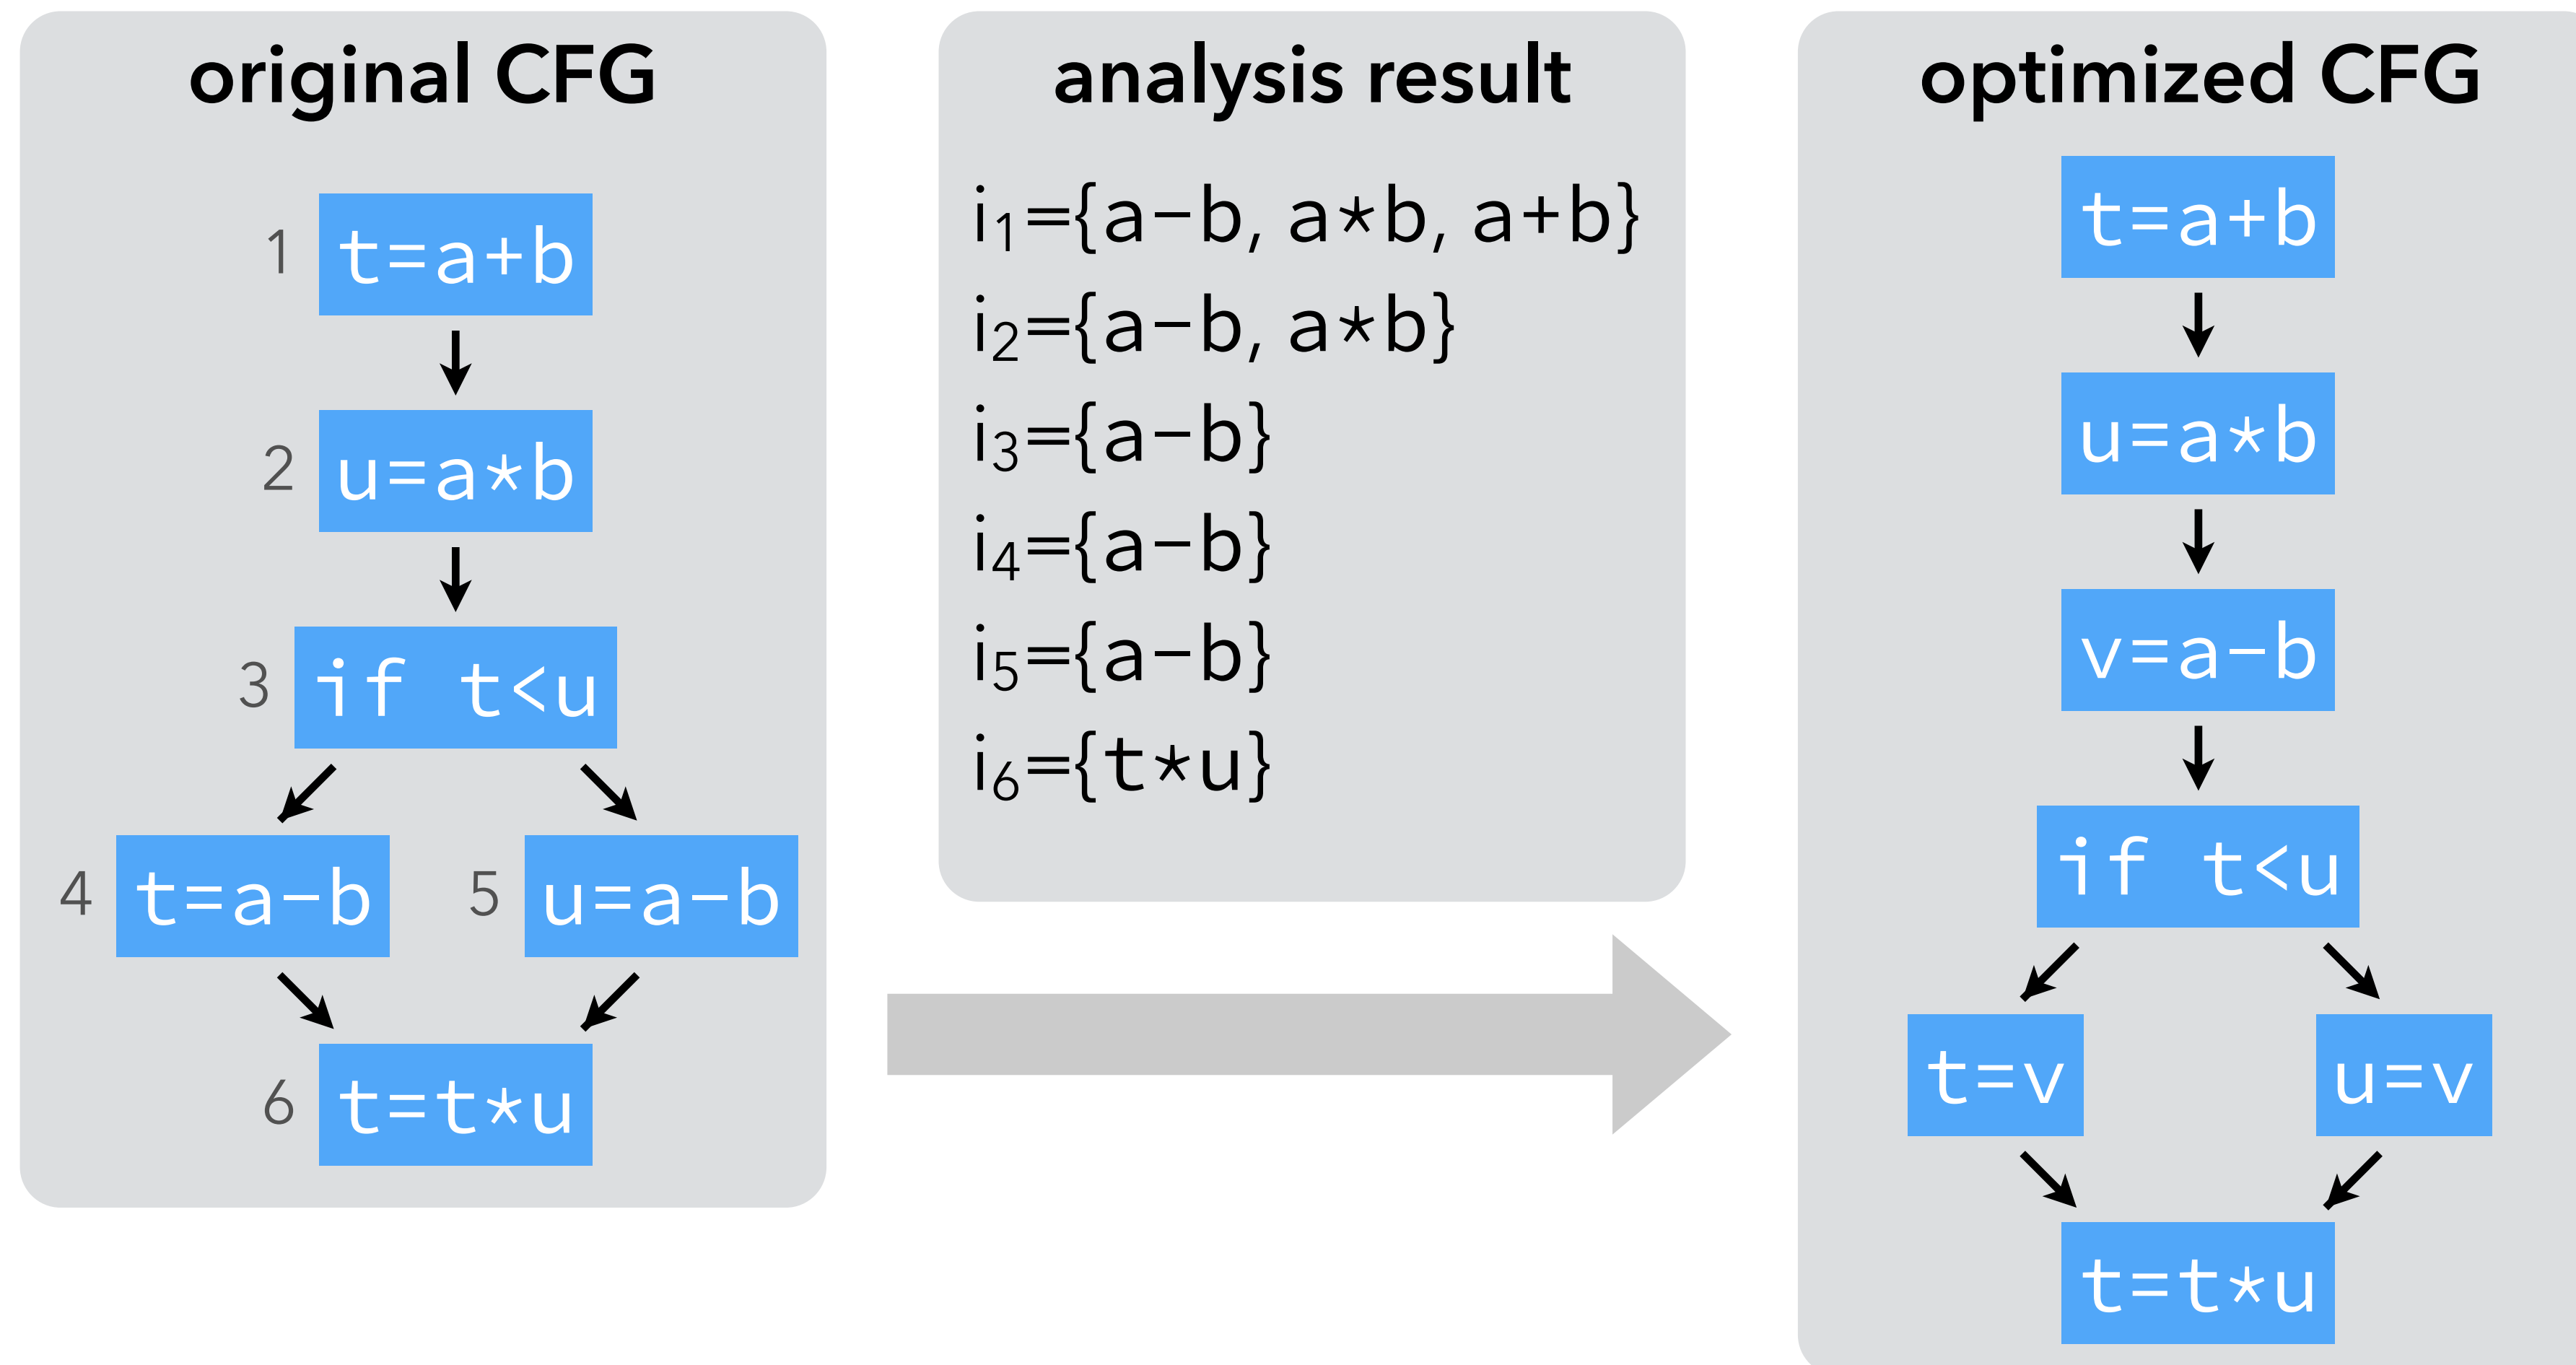 original CFG
1 t=a+b
2 u=a*b
3 if t<u
4 t=a-b 5 u=a-b
6 t=t*u
analysis result
i₁={a-b, a*b, a+b}
i₂={a-b, a*b}
i₃={a-b}
i₄={a-b}
i₅={a-b}
i₆={t*u}
optimized CFG
t=a+b
u=a*b
v=a-b
if t<u
t=v u=v
t=t*u